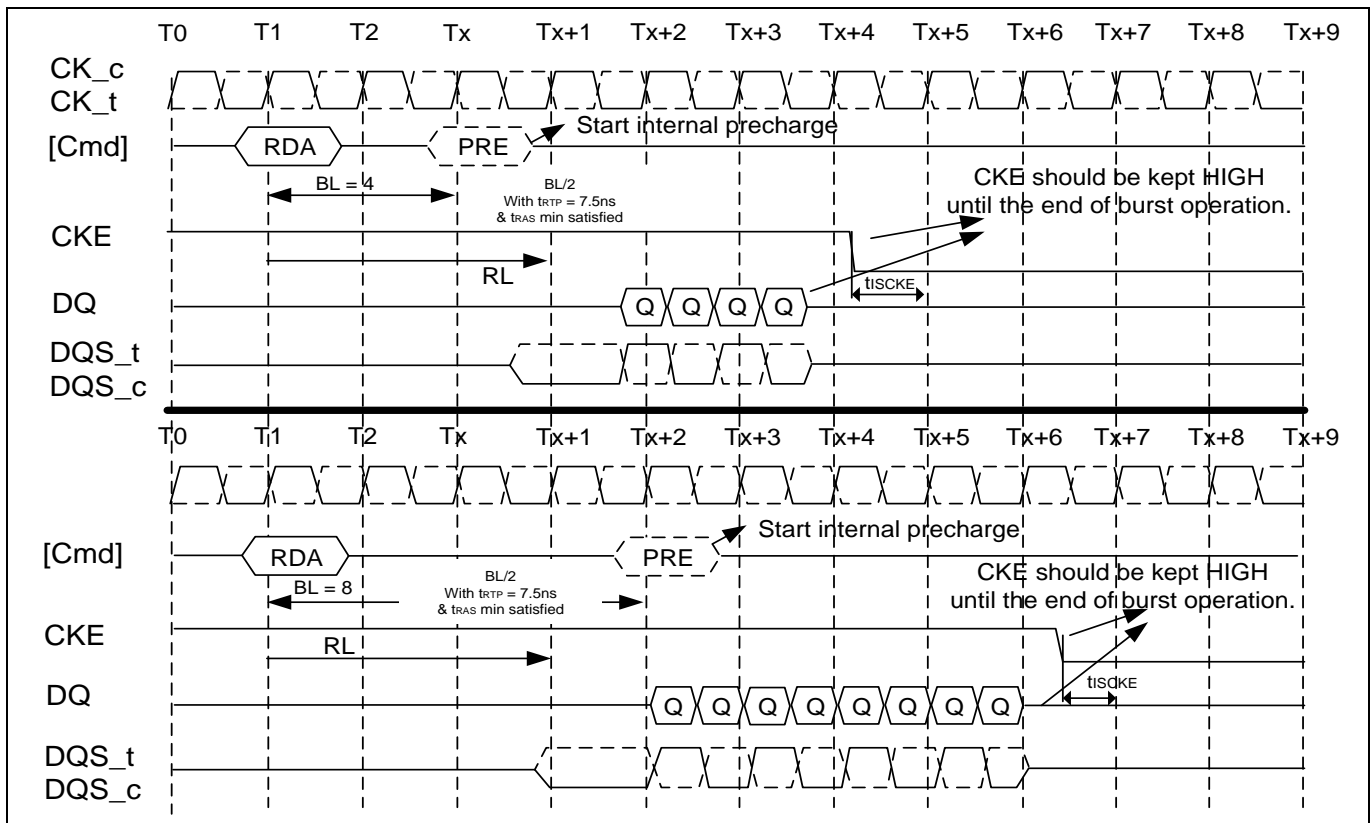 T0 T1 T2 Tx Tx+1 Tx+2 Tx+3 Tx+4 Tx+5 Tx+6 Tx+7 Tx+8 Tx+9
CK_c
CK_t
Start internal precharge
[Cmd] RDA PRE
BL = 4
BL/2
With tRTP = 7.5ns
& tRAS min satisfied
CKE should be kept HIGH
until the end of burst operation.
CKE
RL
tISCKE
DQ Q Q Q Q
DQS_t
DQS_c
T0 T1 T2 Tx Tx+1 Tx+2 Tx+3 Tx+4 Tx+5 Tx+6 Tx+7 Tx+8 Tx+9
Start internal precharge
[Cmd] RDA PRE
BL = 8
BL/2
With tRTP = 7.5ns
& tRAS min satisfied
CKE should be kept HIGH
until the end of burst operation.
CKE
RL
tISCKE
DQ Q Q Q Q Q Q Q Q
DQS_t
DQS_c